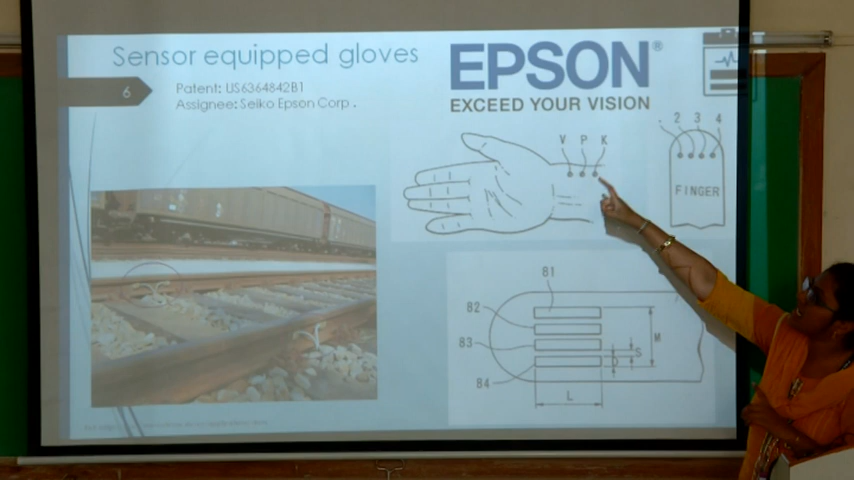 Sensor equipped gloves
6
Patent: US6364842B1
Assignee: Seiko Epson Corp .
EPSON®
EXCEED YOUR VISION
V P K
2 3 4
FINGER
81
82
83
84
M
S
D
L